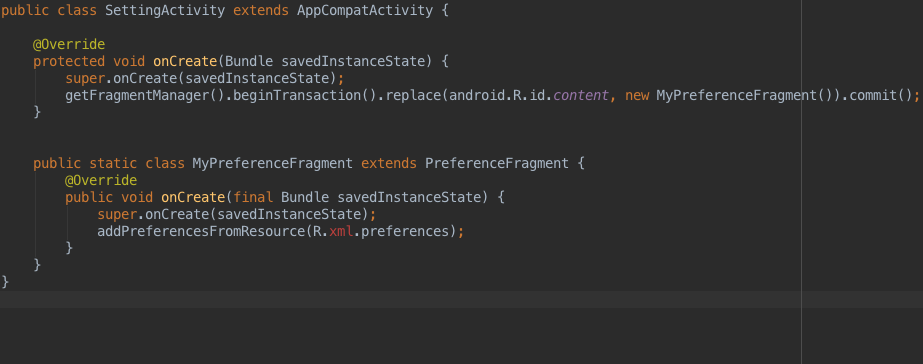 public class SettingActivity extends AppCompatActivity {
@Override
protected void onCreate(Bundle savedInstanceState) {
super.onCreate(savedInstanceState);
getFragmentManager().beginTransaction().replace(android.R.id.content, new MyPreferenceFragment()).commit();
}
public static class MyPreferenceFragment extends PreferenceFragment {
@Override
public void onCreate(final Bundle savedInstanceState) {
super.onCreate(savedInstanceState);
addPreferencesFromResource(R.xml.preferences);
}
}
}